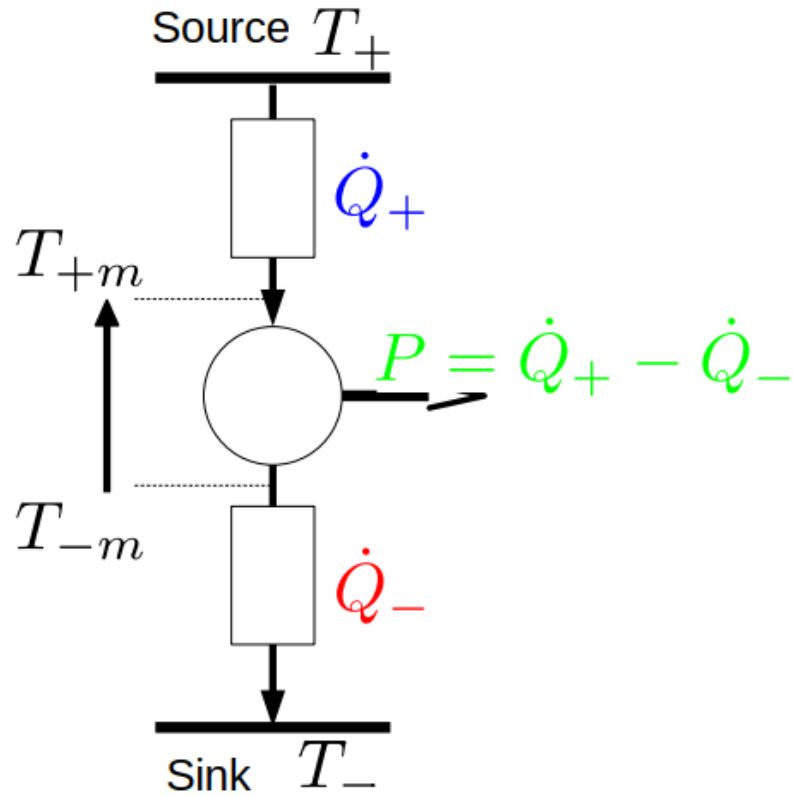 Source T₊
Q̇₊
T₊ₘ
P = Q̇₊ − Q̇₋
T₋ₘ
Q̇₋
Sink T₋